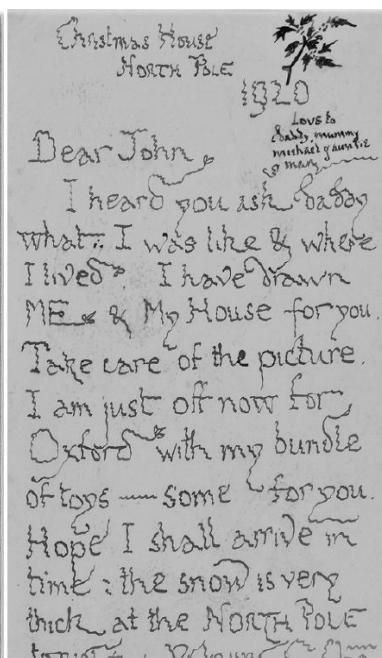 Christmas House
NORTH POLE
1920
Love to
daddy, mummy
michael & auntie
mary
Dear John
I heard you ask daddy
what I was like & where
I lived. I have drawn
ME & My House for you.
Take care of the picture.
I am just off now for
Oxford with my bundle
of toys — some for you.
Hope I shall arrive in
time : the snow is very
thick at the NORTH POLE